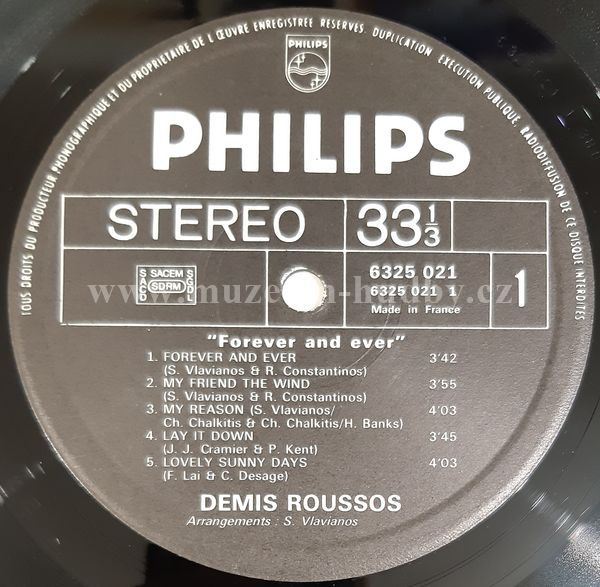 TOUS DROITS DU PRODUCTEUR PHONOGRAPHIQUE ET DU PROPRIETAIRE DE L'ŒUVRE ENREGISTREE RESERVES. DUPLICATION, EXECUTION PUBLIQUE, RADIODIFFUSION DE CE DISQUE INTERDITES
PHILIPS
PHILIPS
STEREO 33 1/3
SACD SACEM SDRM SGDL
6325 021
6325 021 1
Made in France
1
www.muzeum-hudby.cz
"Forever and ever"
1. FOREVER AND EVER 3'42
(S. Vlavianos & R. Constantinos)
2. MY FRIEND THE WIND 3'55
(S. Vlavianos & R. Constantinos)
3. MY REASON (S. Vlavianos/ 4'03
Ch. Chalkitis & Ch. Chalkitis/H. Banks)
4. LAY IT DOWN 3'45
(J. J. Cramier & P. Kent)
5. LOVELY SUNNY DAYS 4'03
(F. Lai & C. Desage)
DEMIS ROUSSOS
Arrangements : S. Vlavianos